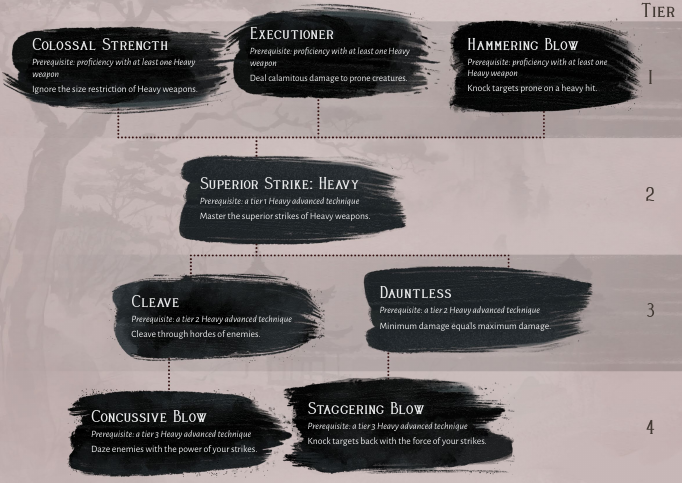 Tier
Colossal Strength
Prerequisite: proficiency with at least one Heavy
weapon
Ignore the size restriction of Heavy weapons.
Executioner
Prerequisite: proficiency with at least one Heavy
weapon
Deal calamitous damage to prone creatures.
Hammering Blow
Prerequisite: proficiency with at least one
Heavy weapon
Knock targets prone on a heavy hit.
1
Superior Strike: Heavy
Prerequisite: a tier 1 Heavy advanced technique
Master the superior strikes of Heavy weapons.
2
Cleave
Prerequisite: a tier 2 Heavy advanced technique
Cleave through hordes of enemies.
Dauntless
Prerequisite: a tier 2 Heavy advanced technique
Minimum damage equals maximum damage.
3
Concussive Blow
Prerequisite: a tier 3 Heavy advanced technique
Daze enemies with the power of your strikes.
Staggering Blow
Prerequisite: a tier 3 Heavy advanced technique
Knock targets back with the force of your strikes.
4